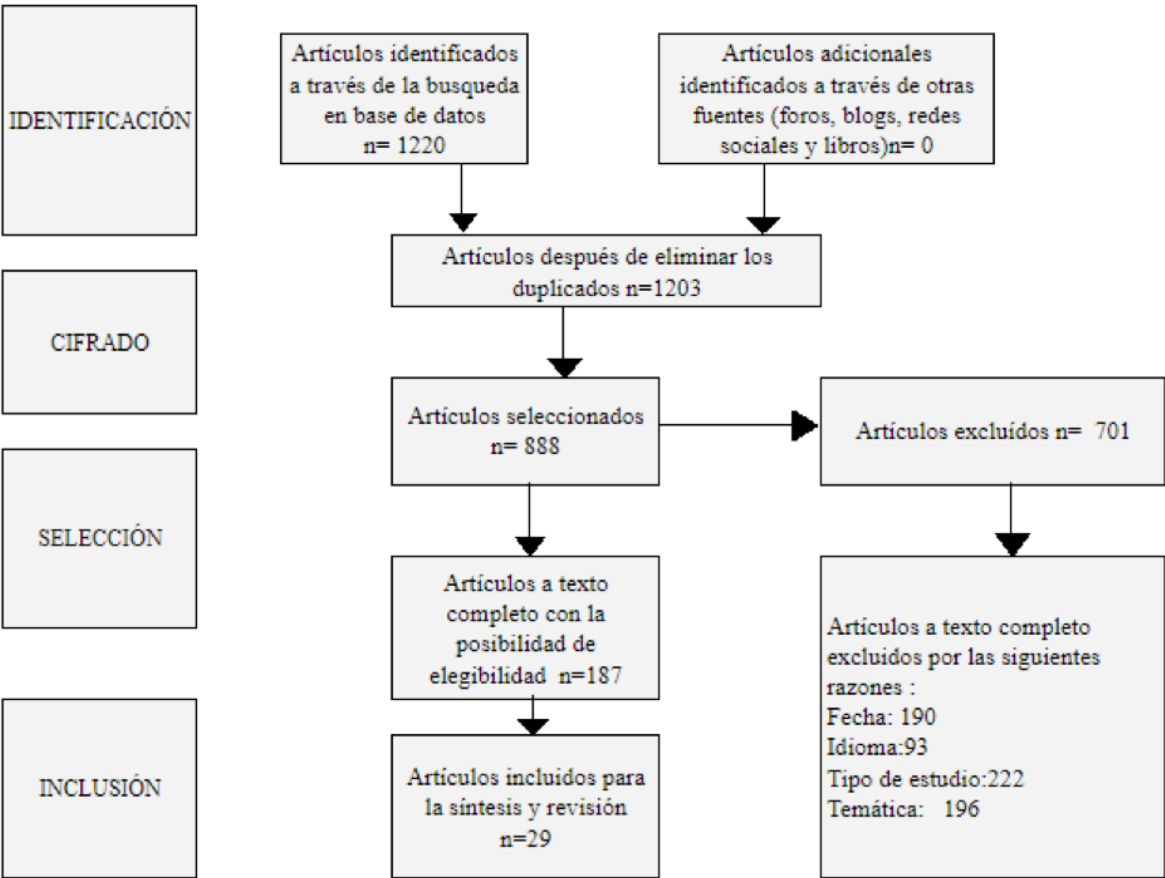 IDENTIFICACIÓN
Artículos identificados
a través de la busqueda
en base de datos
n= 1220
Artículos adicionales
identificados a través de otras
fuentes (foros, blogs, redes
sociales y libros)n= 0
Artículos después de eliminar los
duplicados n=1203
CIFRADO
Artículos seleccionados
n= 888
Artículos excluídos n= 701
SELECCIÓN
Artículos a texto
completo con la
posibilidad de
elegibilidad n=187
Artículos a texto completo
excluidos por las siguientes
razones :
Fecha: 190
Idioma:93
Tipo de estudio:222
Temática: 196
INCLUSIÓN
Artículos incluidos para
la síntesis y revisión
n=29